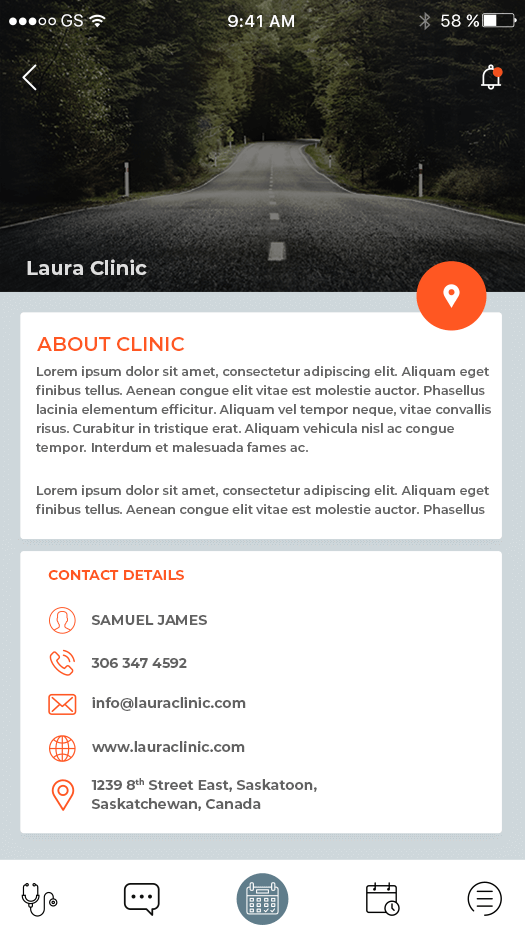 GS 9:41 AM 58 %
Laura Clinic
ABOUT CLINIC
Lorem ipsum dolor sit amet, consectetur adipiscing elit. Aliquam eget
finibus tellus. Aenean congue elit vitae est molestie auctor. Phasellus
lacinia elementum efficitur. Aliquam vel tempor neque, vitae convallis
risus. Curabitur in tristique erat. Aliquam vehicula nisl ac congue
tempor. Interdum et malesuada fames ac.
Lorem ipsum dolor sit amet, consectetur adipiscing elit. Aliquam eget
finibus tellus. Aenean congue elit vitae est molestie auctor. Phasellus
CONTACT DETAILS
SAMUEL JAMES
306 347 4592
info@lauraclinic.com
www.lauraclinic.com
1239 8th Street East, Saskatoon,
Saskatchewan, Canada